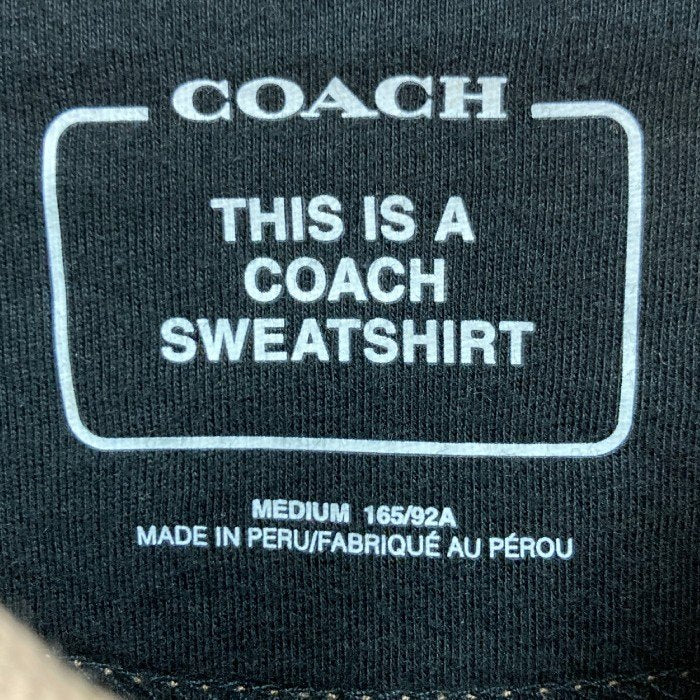 COACH
THIS IS A
COACH
SWEATSHIRT
MEDIUM 165/92A
MADE IN PERU/FABRIQUÉ AU PÉROU